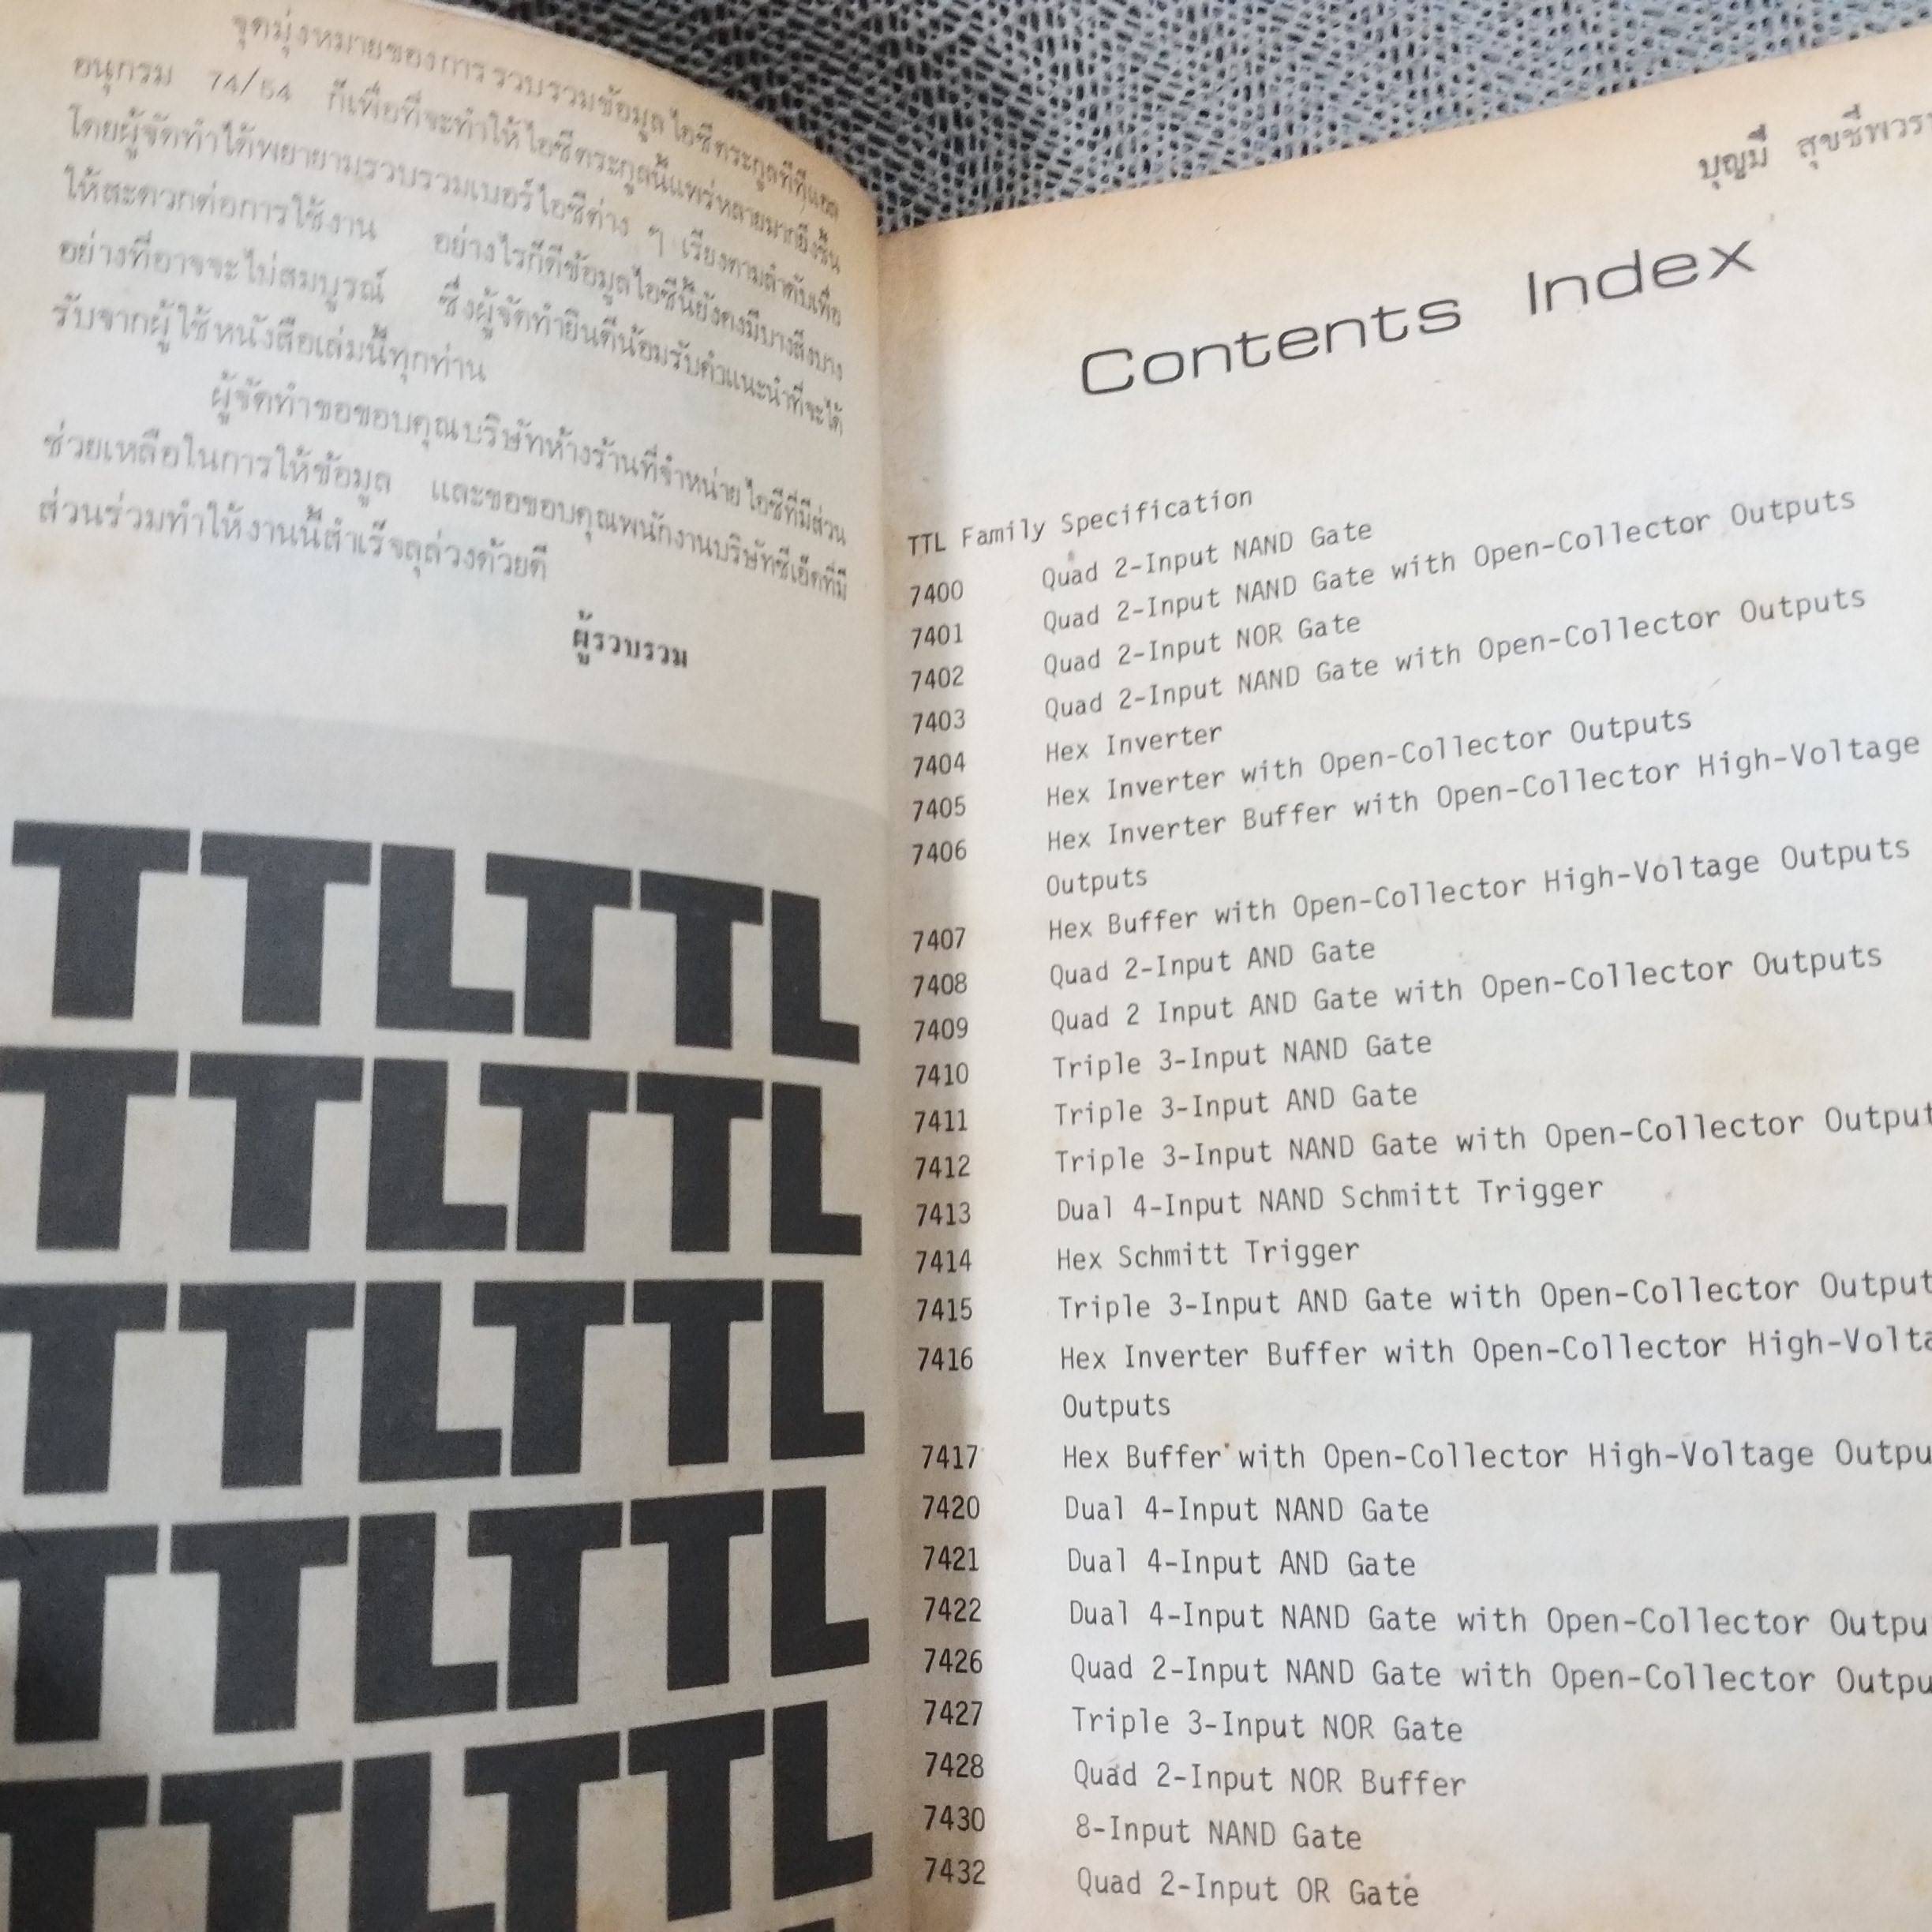 จุดมุ่งหมายของการรวบรวมข้อมูลไอซีตระกูลทีทีแอล
อนุกรม 74/54 ก็เพื่อที่จะทำให้ไอซีตระกูลนี้แพร่หลายมากยิ่งขึ้น
โดยผู้จัดทำได้พยายามรวบรวมเบอร์ไอซีต่าง ๆ เรียงตามลำดับเพื่อ
ให้สะดวกต่อการใช้งาน อย่างไรก็ดีข้อมูลไอซีนี้ยังคงมีบางสิ่งบาง
อย่างที่อาจจะไม่สมบูรณ์ ซึ่งผู้จัดทำยินดีน้อมรับคำแนะนำที่จะได้
รับจากผู้ใช้หนังสือเล่มนี้ทุกท่าน
ผู้จัดทำขอขอบคุณบริษัทห้างร้านที่จำหน่ายไอซีที่มีส่วน
ช่วยเหลือในการให้ข้อมูล และขอขอบคุณพนักงานบริษัทซีเอ็ดที่มี
ส่วนร่วมทำให้งานนี้สำเร็จลุล่วงด้วยดี
ผู้รวบรวม
TTLTTL
TTLTTL
TTLTTL
TTLTTL
TTLTTL
บุญมี
Contents Index
TTL Family Specification
7400 Quad 2-Input NAND Gate
7401 Quad 2-Input NAND Gate with Open-Collector Outputs
7402 Quad 2-Input NOR Gate
7403 Quad 2-Input NAND Gate with Open-Collector Outputs
7404 Hex Inverter
7405 Hex Inverter with Open-Collector Outputs
7406 Hex Inverter Buffer with Open-Collector High-Voltage
Outputs
7407 Hex Buffer with Open-Collector High-Voltage Outputs
7408 Quad 2-Input AND Gate
7409 Quad 2 Input AND Gate with Open-Collector Outputs
7410 Triple 3-Input NAND Gate
7411 Triple 3-Input AND Gate
7412 Triple 3-Input NAND Gate with Open-Collector Output
7413 Dual 4-Input NAND Schmitt Trigger
7414 Hex Schmitt Trigger
7415 Triple 3-Input AND Gate with Open-Collector Output
7416 Hex Inverter Buffer with Open-Collector High-Volta
Outputs
7417 Hex Buffer with Open-Collector High-Voltage Outpu
7420 Dual 4-Input NAND Gate
7421 Dual 4-Input AND Gate
7422 Dual 4-Input NAND Gate with Open-Collector Outpu
7426 Quad 2-Input NAND Gate with Open-Collector Outpu
7427 Triple 3-Input NOR Gate
7428 Quad 2-Input NOR Buffer
7430 8-Input NAND Gate
7432 Quad 2-Input OR Gate